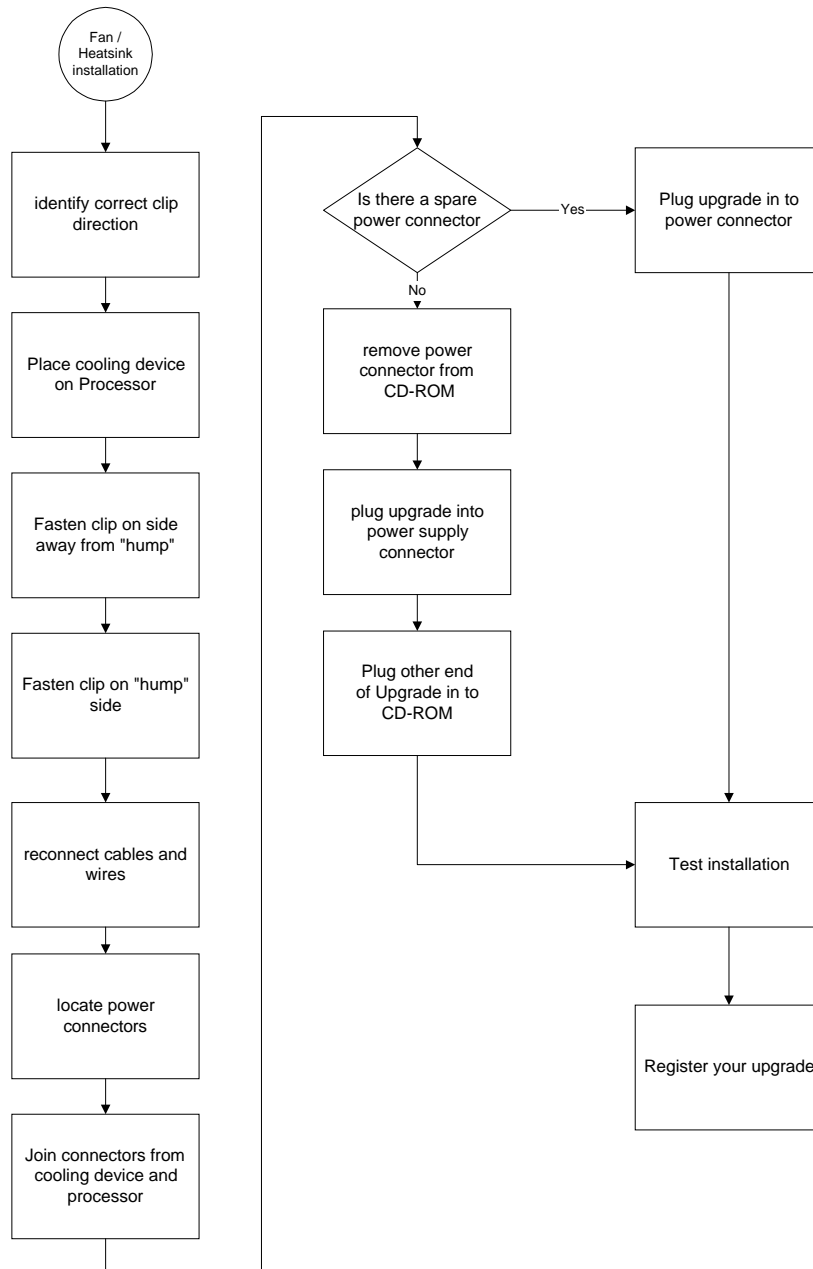 Fan /
Heatsink
installation
identify correct clip
direction
Place cooling device
on Processor
Fasten clip on side
away from "hump"
Fasten clip on "hump"
side
reconnect cables and
wires
locate power
connectors
Join connectors from
cooling device and
processor
Is there a spare
power connector
Yes
Plug upgrade in to
power connector
No
remove power
connector from
CD-ROM
plug upgrade into
power supply
connector
Plug other end
of Upgrade in to
CD-ROM
Test installation
Register your upgrade